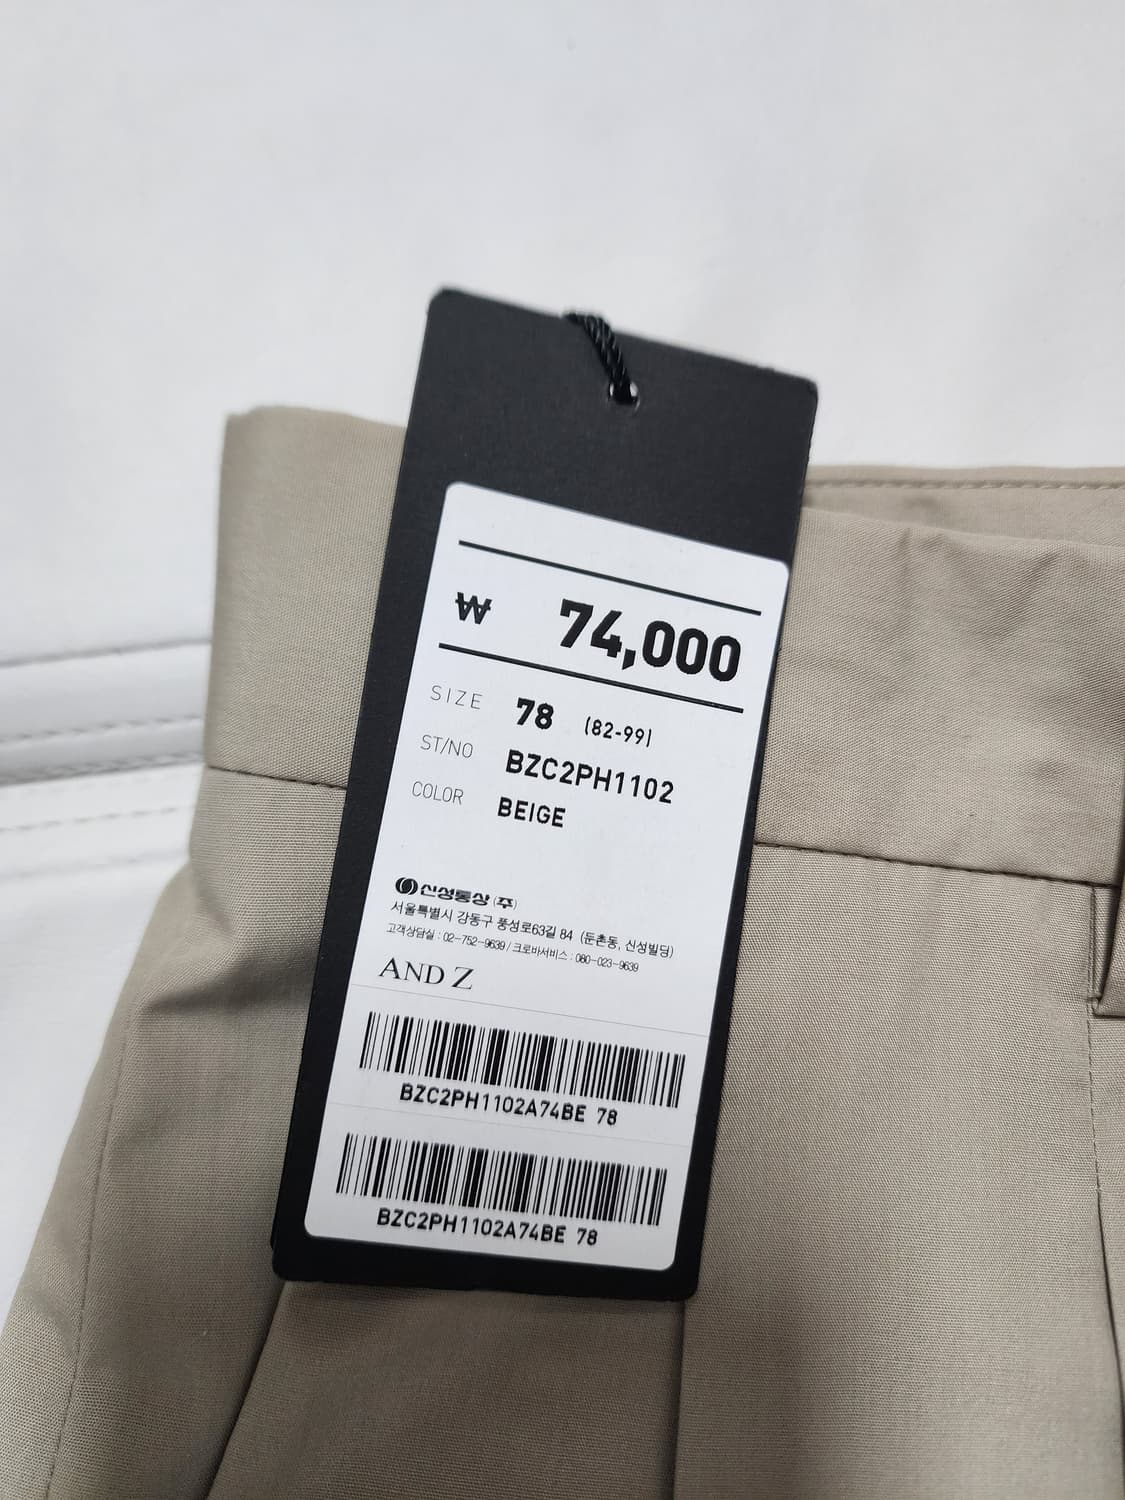 ₩ 74,000
SIZE 78 (82-99)
ST/NO BZC2PH1102
COLOR BEIGE
신성통상(주)
서울특별시 강동구 풍성로63길 84 (둔촌동, 신성빌딩)
고객상담실 : 02-752-9639 / 크로바서비스 : 080-023-9639
AND Z
BZC2PH1102A74BE 78
BZC2PH1102A74BE 78